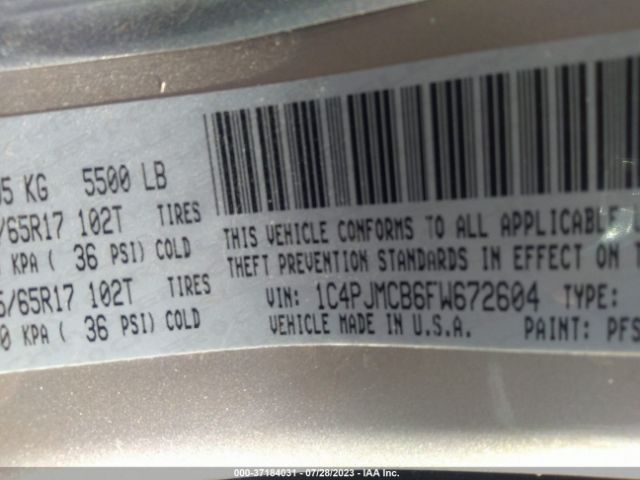 05 KG 5500 LB
/65R17 102T TIRES
KPA ( 36 PSI) COLD
5/65R17 102T TIRES
0 KPA ( 36 PSI) COLD
THIS VEHICLE CONFORMS TO ALL APPLICABLE
THEFT PREVENTION STANDARDS IN EFFECT ON T
VIN: 1C4PJMCB6FW672604 TYPE:
VEHICLE MADE IN U.S.A. PAINT: PFS
000-37184031 - 07/28/2023 - IAA Inc.